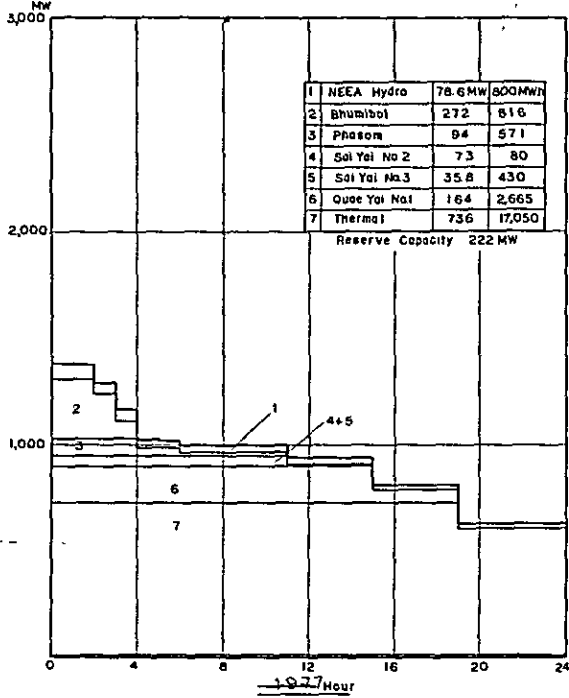 MW
3,000
1 NEEA Hydro 78.6 MW 800MWh
2 Bhumibol 272 816
3 Phasom 94 571
4 Sai Yai No 2 73 80
5 Sai Yai No.3 35.8 430
6 Quae Yai No.1 164 2,665
7 Thermal 736 17,050
Reserve Capacity 222 MW
2,000
2
1
4+5
1,000
3
6
7
0 4 8 12 16 20 24
1977 Hour